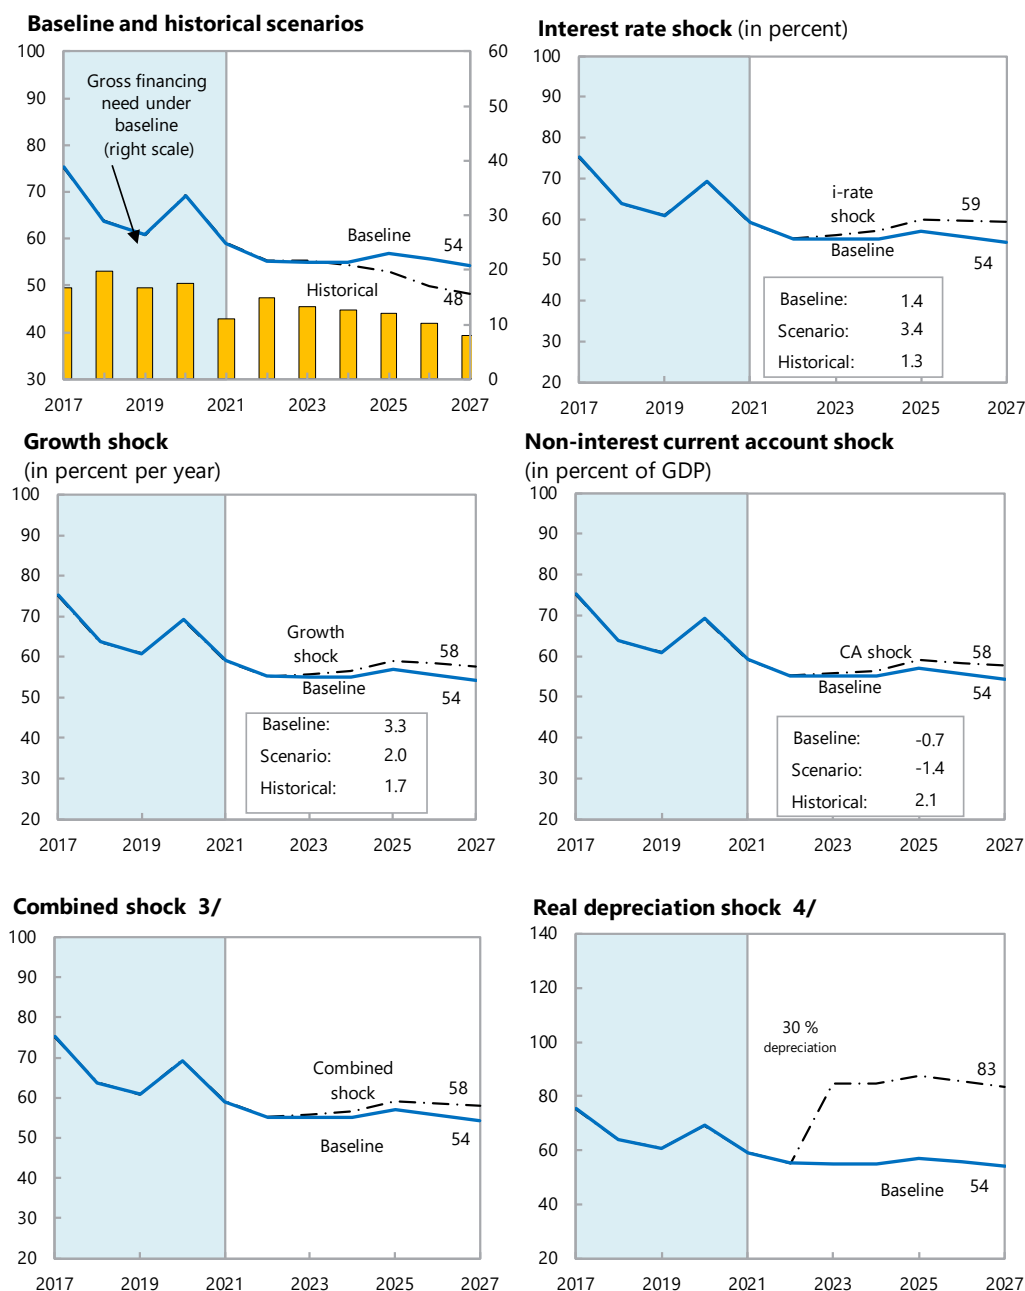 Baseline and historical scenarios
100
90
80
70
60
50
40
30
60
50
40
30
20
10
0
Gross financing
need under
baseline
(right scale)
Baseline
54
Historical
48
2017 2019 2021 2023 2025 2027
Interest rate shock (in percent)
100
90
80
70
60
50
40
30
20
i-rate
shock
59
Baseline
54
Baseline: 1.4
Scenario: 3.4
Historical: 1.3
2017 2019 2021 2023 2025 2027
Growth shock
(in percent per year)
100
90
80
70
60
50
40
30
20
Growth
shock
58
Baseline
54
Baseline: 3.3
Scenario: 2.0
Historical: 1.7
2017 2019 2021 2023 2025 2027
Non-interest current account shock
(in percent of GDP)
100
90
80
70
60
50
40
30
20
CA shock
58
Baseline
54
Baseline: -0.7
Scenario: -1.4
Historical: 2.1
2017 2019 2021 2023 2025 2027
Combined shock 3/
100
90
80
70
60
50
40
30
20
Combined
shock
58
Baseline
54
2017 2019 2021 2023 2025 2027
Real depreciation shock 4/
140
120
100
80
60
40
20
30 %
depreciation
83
Baseline
54
2017 2019 2021 2023 2025 2027